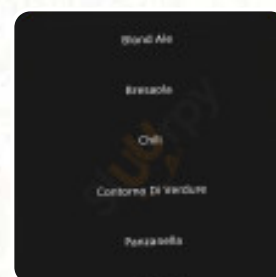 Blond Ale
Bresaola
Chili
Contorno Di Verdure
Panzanella